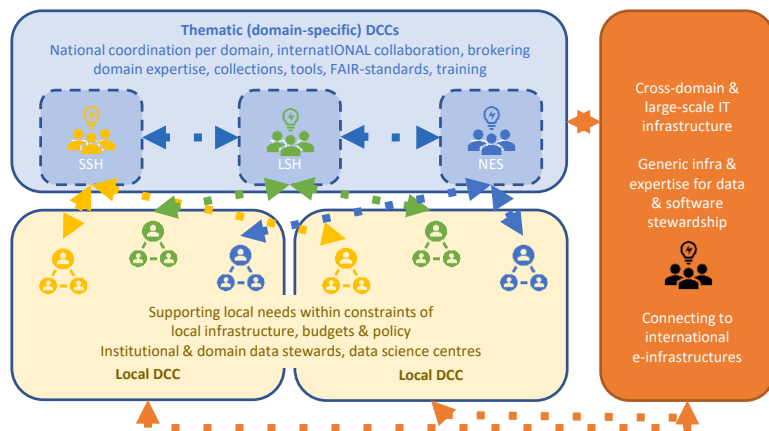 Thematic (domain-specific) DCCs
National coordination per domain, internatIONAL collaboration, brokering
domain expertise, collections, tools, FAIR-standards, training
SSH
LSH
NES
Cross-domain &
large-scale IT
infrastructure
Generic infra &
expertise for data
& software
stewardship
Connecting to
international
e-infrastructures
Supporting local needs within constraints of
local infrastructure, budgets & policy
Institutional & domain data stewards, data science centres
Local DCC
Local DCC